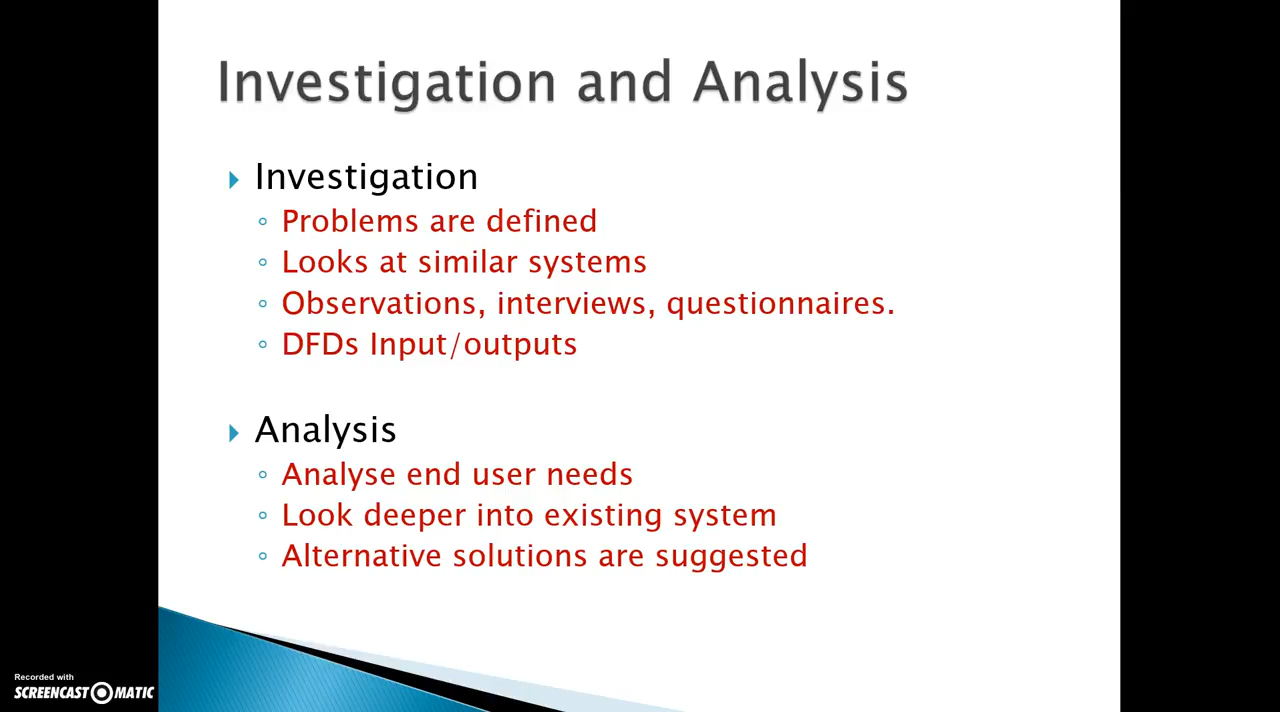 Investigation and Analysis
Investigation
Problems are defined
Looks at similar systems
Observations, interviews, questionnaires.
DFDs Input/outputs
Analysis
Analyse end user needs
Look deeper into existing system
Alternative solutions are suggested
Recorded with
SCREENCAST MATIC